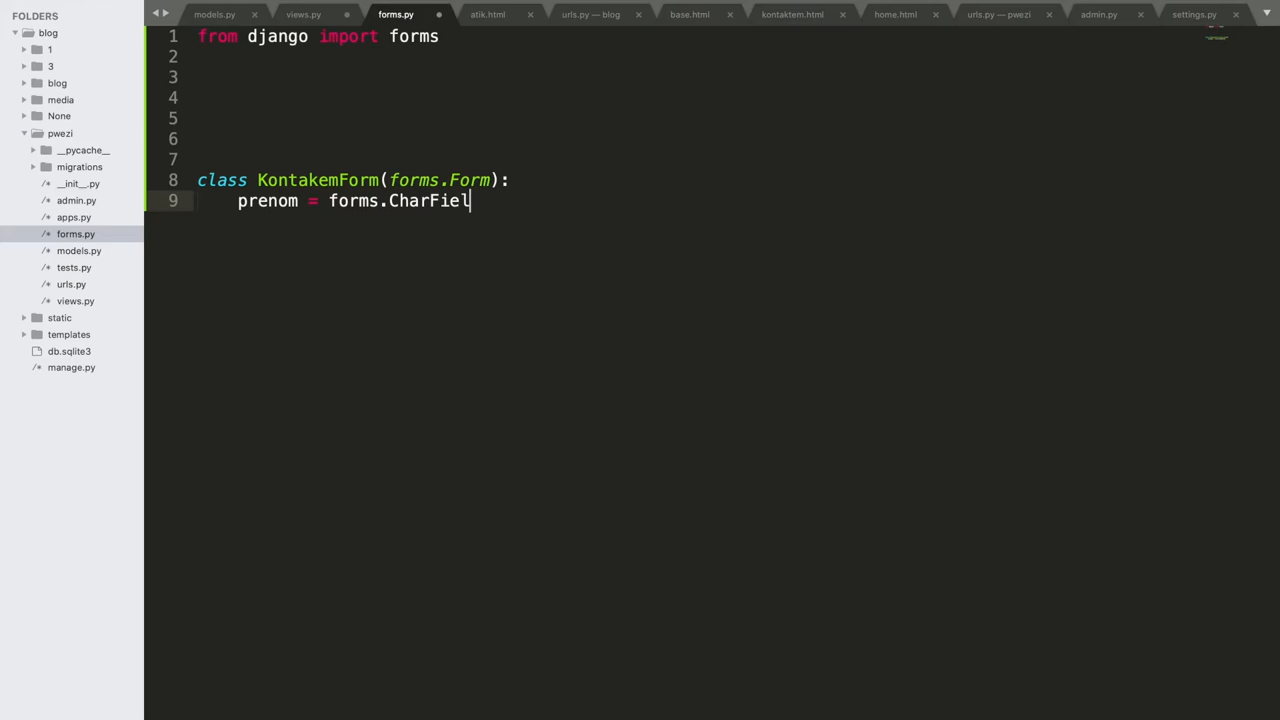 FOLDERS
blog
1
3
blog
media
None
pwezi
__pycache__
migrations
/* __init__.py
/* admin.py
/* apps.py
/* forms.py
/* models.py
/* tests.py
/* urls.py
/* views.py
static
templates
db.sqlite3
/* manage.py
models.py × views.py forms.py atik.html × urls.py — blog × base.html × kontaktem.html × home.html × urls.py — pwezi × admin.py × settings.py ×
1 from django import forms
2
3
4
5
6
7
8 class KontakemForm(forms.Form):
9 prenom = forms.CharFiel